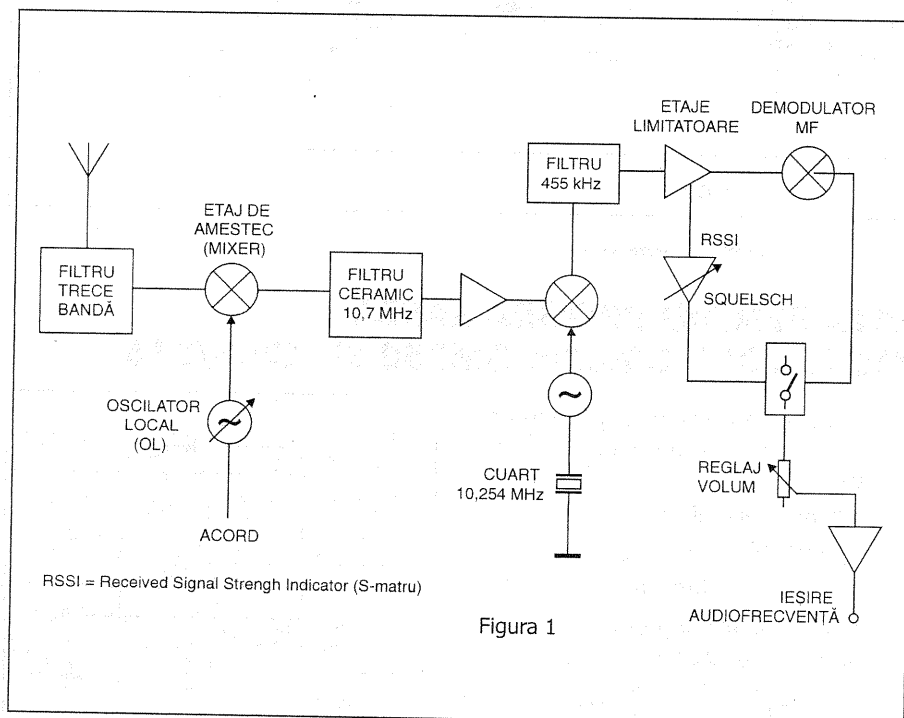 ETAJE
LIMITATOARE
DEMODULATOR
MF
FILTRU
455 kHz
ETAJ DE
AMESTEC
(MIXER)
RSSI
FILTRU
TRECE
BANDĂ
FILTRU
CERAMIC
10,7 MHz
SQUELSCH
OSCILATOR
LOCAL
(OL)
CUART
10,254 MHz
REGLAJ
VOLUM
ACORD
RSSI = Received Signal Strengh Indicator (S-matru)
IEȘIRE
AUDIOFRECVENȚĂ
Figura 1